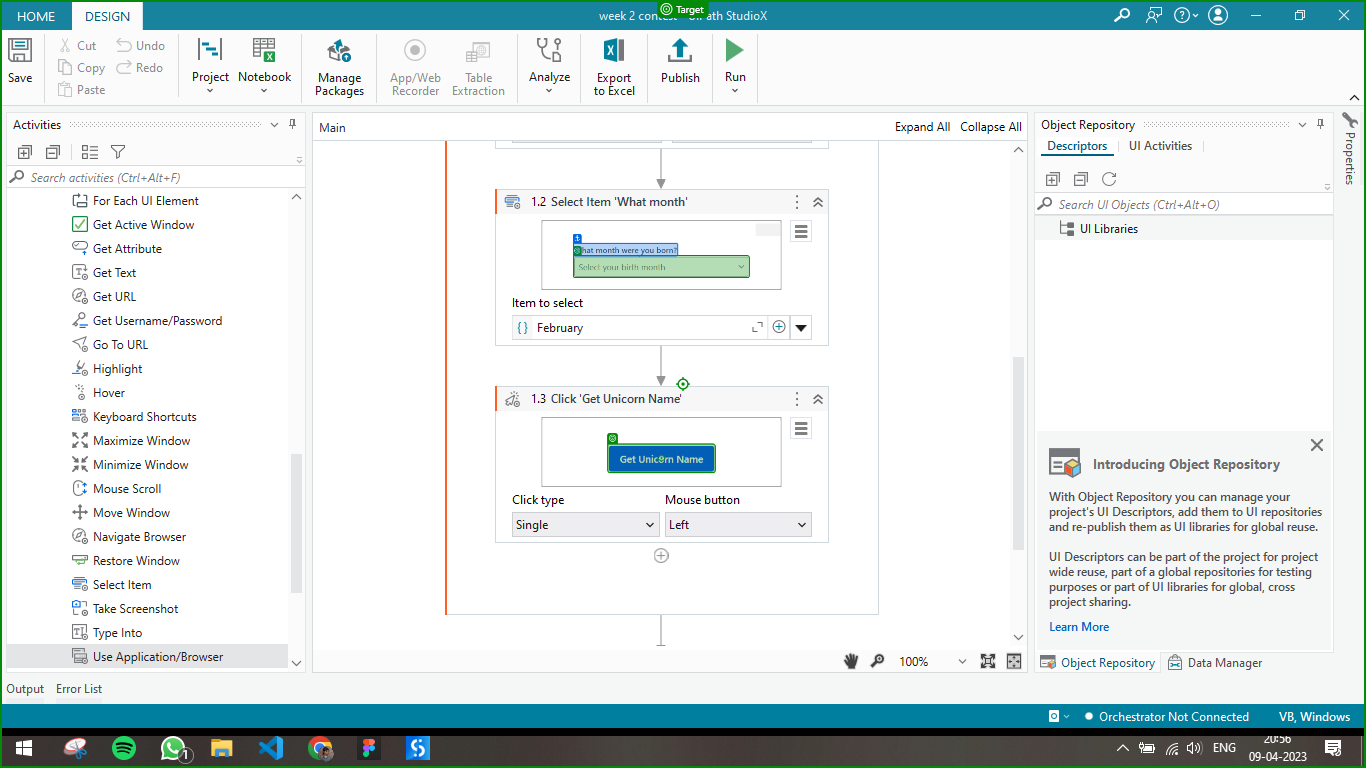 HOME
DESIGN
Target
Save
Cut
Copy
Paste
Undo
Redo
Project
Notebook
Manage
Packages
App/Web
Recorder
Table
Extraction
Analyze
Export
to Excel
Publish
Run
Activities
Search activities (Ctrl+Alt+F)
For Each UI Element
Get Active Window
Get Attribute
Get Text
Get URL
Get Username/Password
Go To URL
Highlight
Hover
Keyboard Shortcuts
Maximize Window
Minimize Window
Mouse Scroll
Move Window
Navigate Browser
Restore Window
Select Item
Take Screenshot
Type Into
Use Application/Browser
Main
Expand All
Collapse All
1.2 Select Item 'What month'
hat month were you born?
Select your birth month
Item to select
{} February
1.3 Click 'Get Unicorn Name'
Get Unicorn Name
Click type
Mouse button
Single
Left
100%
Object Repository
Descriptors
UI Activities
Search UI Objects (Ctrl+Alt+O)
UI Libraries
Introducing Object Repository
With Object Repository you can manage your
project's UI Descriptors, add them to UI repositories
and re-publish them as UI libraries for global reuse.
UI Descriptors can be part of the project for project
wide reuse, part of a global repositories for testing
purposes or part of UI libraries for global, cross
project sharing.
Learn More
Object Repository
Data Manager
Properties
Output
Error List
Orchestrator Not Connected
VB, Windows
1
ENG
20:56
09-04-2023